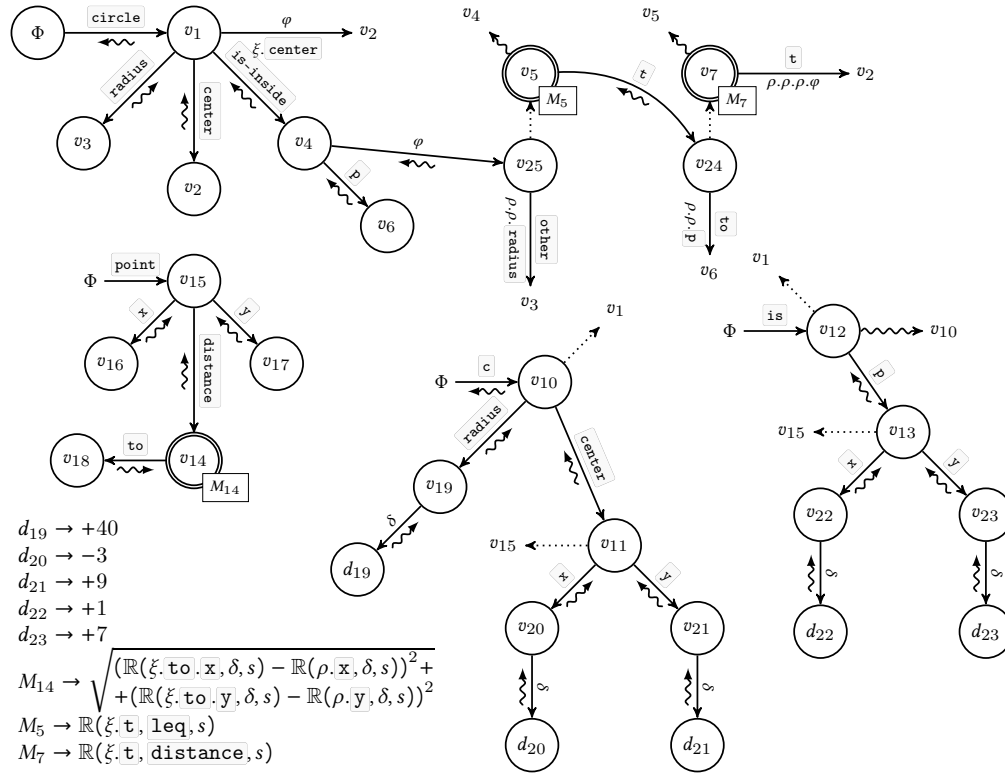 Φ circle v1 φ v2
ξ.center
radius
center
is-inside
v3
v2
v4
φ
p
v6
v4
v5
M5
t
v25
ρ.ρ.radius
other
v3
v5
v7
M7
t
ρ.ρ.ρ.φ
v2
v24
ρ.ρ.p
to
v6
Φ point v15
x
y
distance
v16
v17
v18 to v14
M14
v1
Φ c v10
radius
center
v19
δ
d19
v15
v11
x
y
v20
v21
δ
δ
d20
d21
v1
Φ is v12
v10
p
v15
v13
x
y
v22
v23
δ
δ
d22
d23
d19 → +40
d20 → −3
d21 → +9
d22 → +1
d23 → +7
M14 → √(ℝ(ξ.to.x, δ, s) − ℝ(ρ.x, δ, s))² +
+(ℝ(ξ.to.y, δ, s) − ℝ(ρ.y, δ, s))²
M5 → ℝ(ξ.t, leq, s)
M7 → ℝ(ξ.t, distance, s)